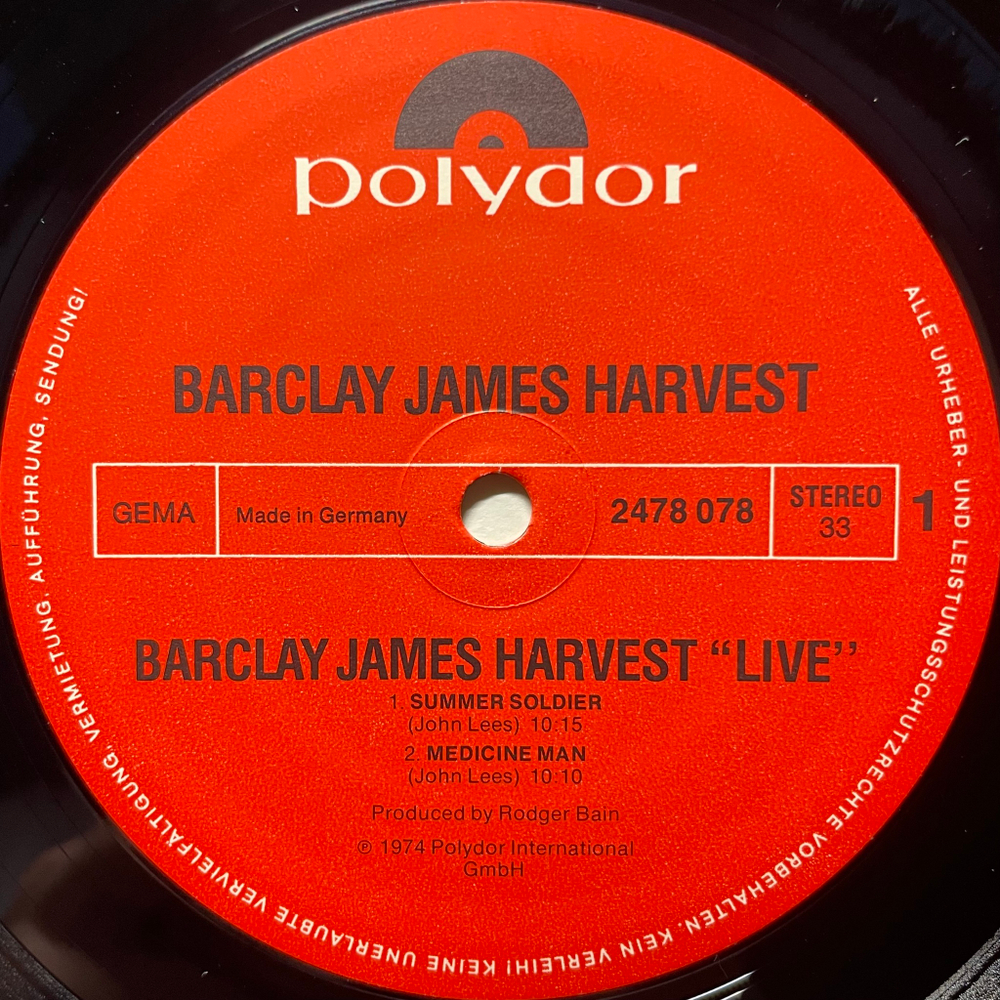 polydor
BARCLAY JAMES HARVEST
GEMA
Made in Germany
2478 078
STEREO
33
1
BARCLAY JAMES HARVEST “LIVE’’
1. SUMMER SOLDIER
(John Lees) 10:15
2. MEDICINE MAN
(John Lees) 10:10
Produced by Rodger Bain
℗ 1974 Polydor International
GmbH
ALLE URHEBER- UND LEISTUNGSSCHUTZRECHTE VORBEHALTEN. KEIN VERLEIH! KEINE UNERLAUBTE VERVIELFÄLTIGUNG, VERMIETUNG, AUFFÜHRUNG, SENDUNG!